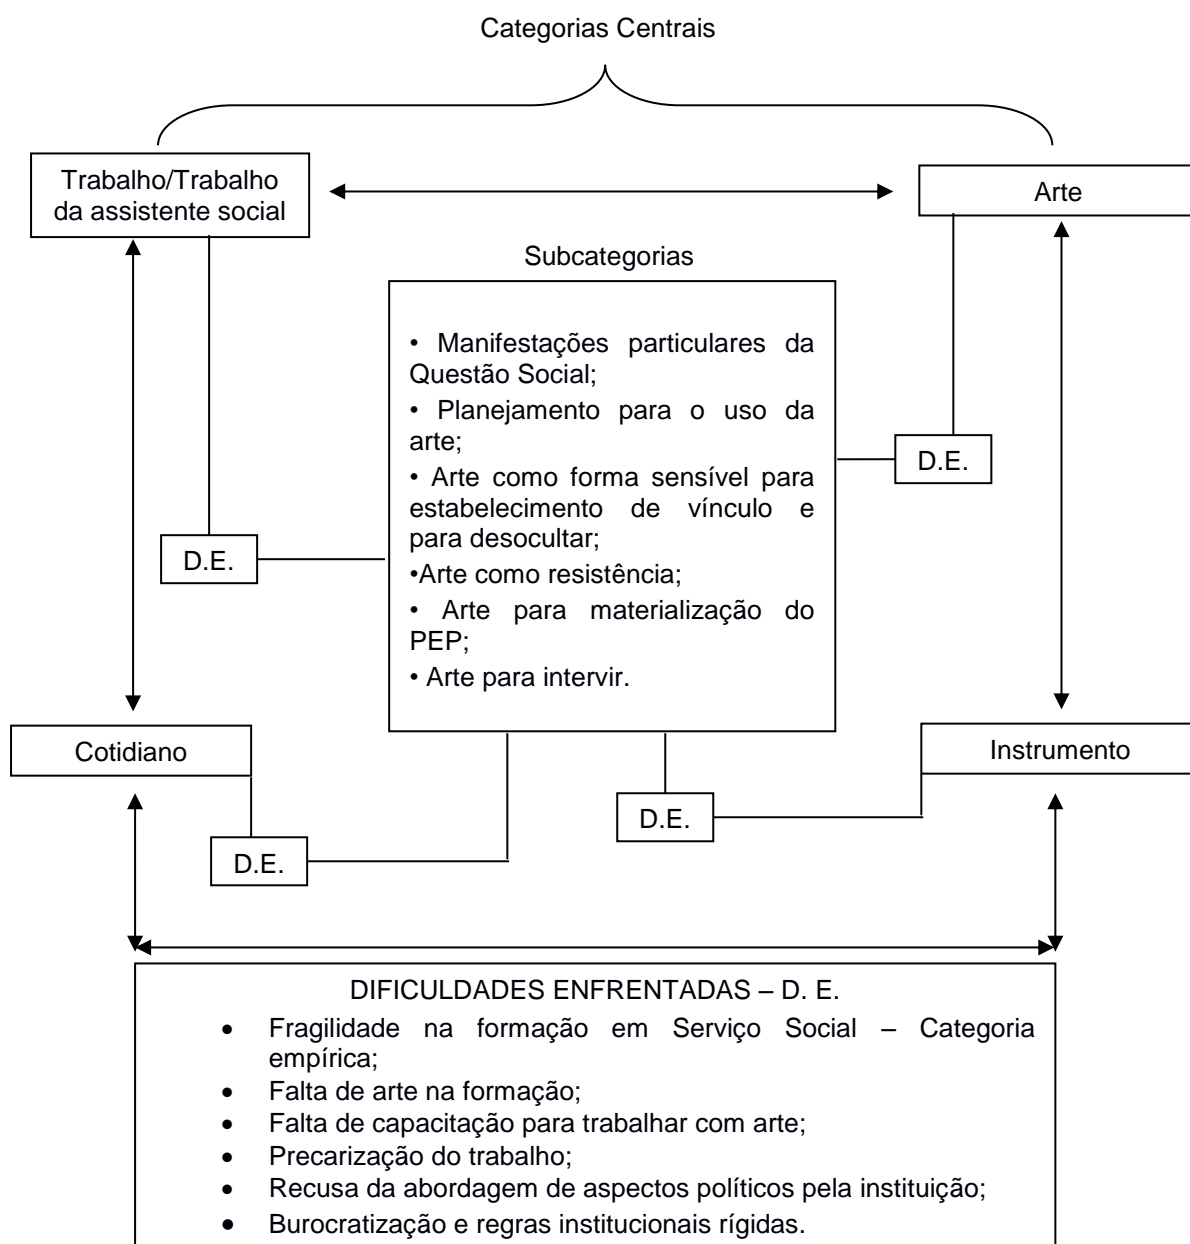 Categorias Centrais
Trabalho/Trabalho
da assistente social
Arte
Subcategorias
• Manifestações particulares da
Questão Social;
• Planejamento para o uso da
arte;
• Arte como forma sensível para
estabelecimento de vínculo e
para desocultar;
•Arte como resistência;
• Arte para materialização do
PEP;
• Arte para intervir.
D.E.
D.E.
Cotidiano
Instrumento
D.E.
D.E.
DIFICULDADES ENFRENTADAS – D. E.
• Fragilidade na formação em Serviço Social – Categoria
empírica;
• Falta de arte na formação;
• Falta de capacitação para trabalhar com arte;
• Precarização do trabalho;
• Recusa da abordagem de aspectos políticos pela instituição;
• Burocratização e regras institucionais rígidas.